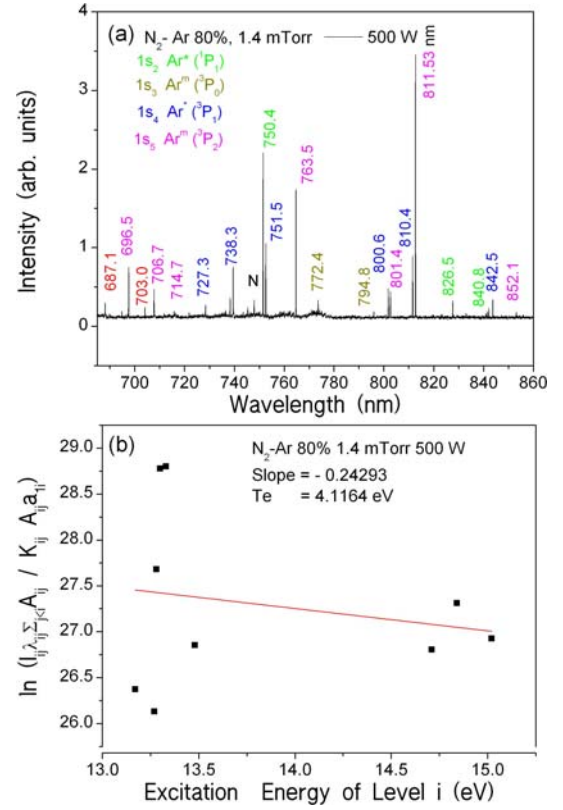 (a) N₂- Ar 80%, 1.4 mTorr —— 500 W
1s₂ Ar* (¹P₁)
1s₃ Arᵐ (³P₀)
1s₄ Ar* (³P₁)
1s₅ Arᵐ (³P₂)
687.1
696.5
703.0
706.7
714.7
727.3
738.3
N
750.4
751.5
763.5
772.4
794.8
800.6
801.4
810.4
811.53 nm
826.5
840.8
842.5
852.1
Intensity (arb. units)
4
3
2
1
0
700 720 740 760 780 800 820 840 860
Wavelength (nm)
(b) N₂-Ar 80% 1.4 mTorr 500 W
Slope = - 0.24293
Te = 4.1164 eV
ln (Iᵢⱼλᵢⱼ Σⱼ<ᵢ Aᵢⱼ / Kᵢⱼ Aᵢⱼa₁ᵢ)
29.0
28.5
28.0
27.5
27.0
26.5
26.0
13.0 13.5 14.0 14.5 15.0
Excitation Energy of Level i (eV)